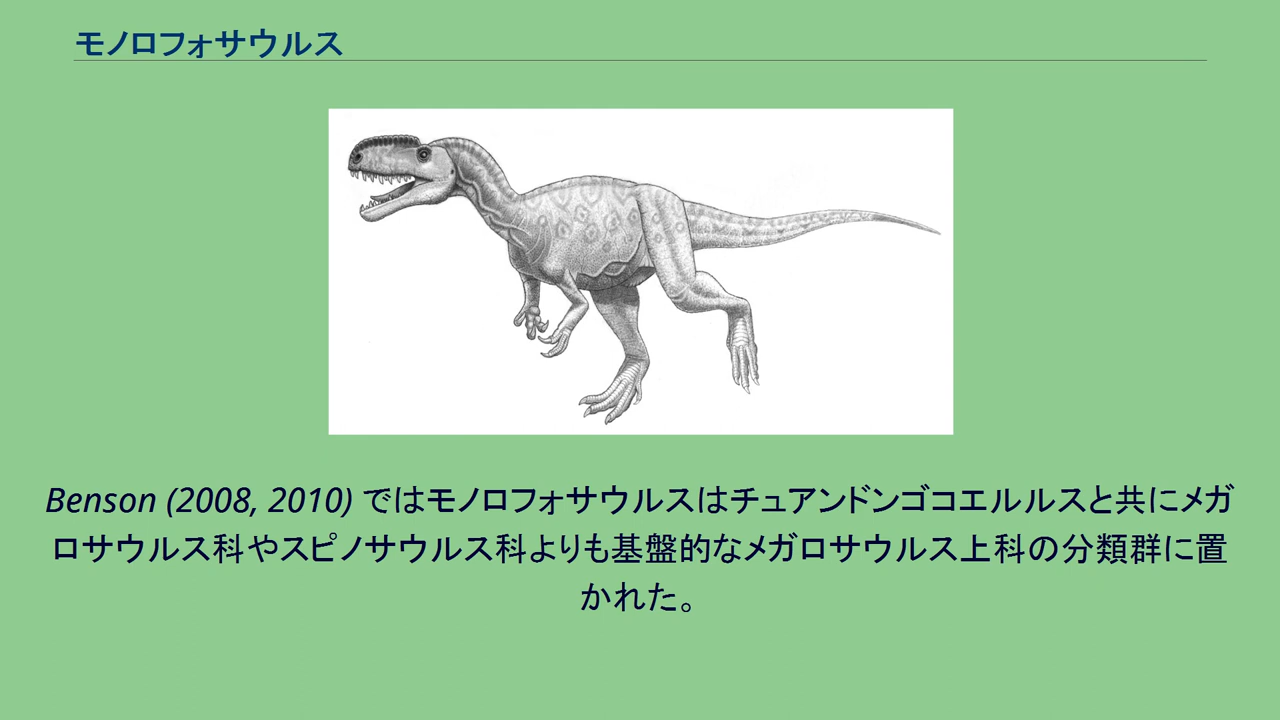 モノロフォサウルス
Benson (2008, 2010) ではモノロフォサウルスはチュアンドンゴコエルルスと共にメガ
ロサウルス科やスピノサウルス科よりも基盤的なメガロサウルス上科の分類群に置
かれた。